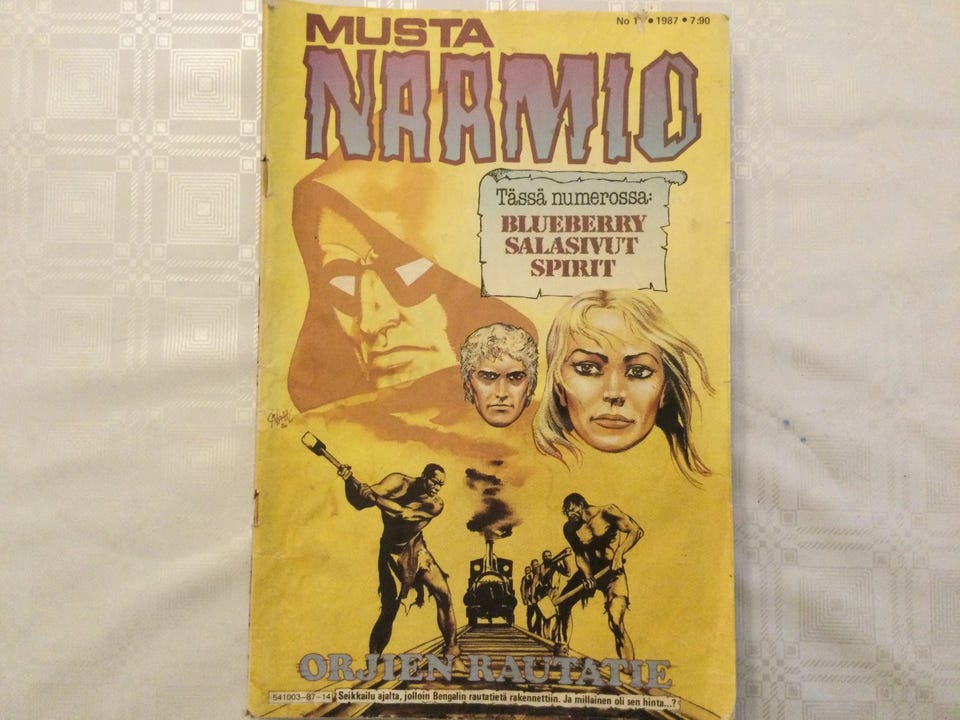 MUSTA
NAAMIO
No 1 • 1987 • 7:90
Tässä numerossa:
BLUEBERRY
SALASIVUT
SPIRIT
ORJIEN RAUTATIE
541003-87-14
Seikkailu ajalta, jolloin Bengalin rautatietä rakennettiin. Ja millainen oli sen hinta...?